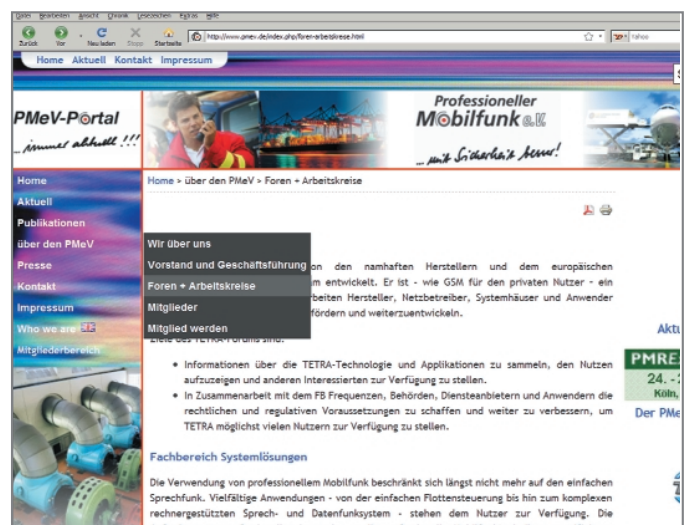 Datei Bearbeiten Ansicht Chronik Lesezeichen Extras Hilfe
Zurück Vor Neu laden Stopp Startseite http://www.pmev.de/index.php/foren-arbeitskreise.html Yahoo
Home Aktuell Kontakt Impressum
PMeV-Portal
... immer aktuell !!!
Professioneller
Mobilfunk e.V.
... mit Sicherheit besser!
Home
Aktuell
Publikationen
über den PMeV
Presse
Kontakt
Impressum
Who we are
Mitgliederbereich
Home » über den PMeV » Foren + Arbeitskreise
Wir über uns
Vorstand und Geschäftsführung
Foren + Arbeitskreise
Mitglieder
Mitglied werden
on den namhaften Herstellern und dem europäischen
m entwickelt. Er ist - wie GSM für den privaten Nutzer - ein
rbeiten Hersteller, Netzbetreiber, Systemhäuser und Anwender
fördern und weiterzuentwickeln.
Ziele des TETRA-Forums sind:
• Informationen über die TETRA-Technologie und Applikationen zu sammeln, den Nutzen
aufzuzeigen und anderen Interessierten zur Verfügung zu stellen.
• In Zusammenarbeit mit dem FB Frequenzen, Behörden, Diensteanbietern und Anwendern die
rechtlichen und regulativen Voraussetzungen zu schaffen und weiter zu verbessern, um
TETRA möglichst vielen Nutzern zur Verfügung zu stellen.
Fachbereich Systemlösungen
Die Verwendung von professionellem Mobilfunk beschränkt sich längst nicht mehr auf den einfachen
Sprechfunk. Vielfältige Anwendungen - von der einfachen Flottensteuerung bis hin zum komplexen
rechnergestützten Sprech- und Datenfunksystem - stehen dem Nutzer zur Verfügung. Die
Aktu
PMRE
24. - 2
Köln,
Der PMe